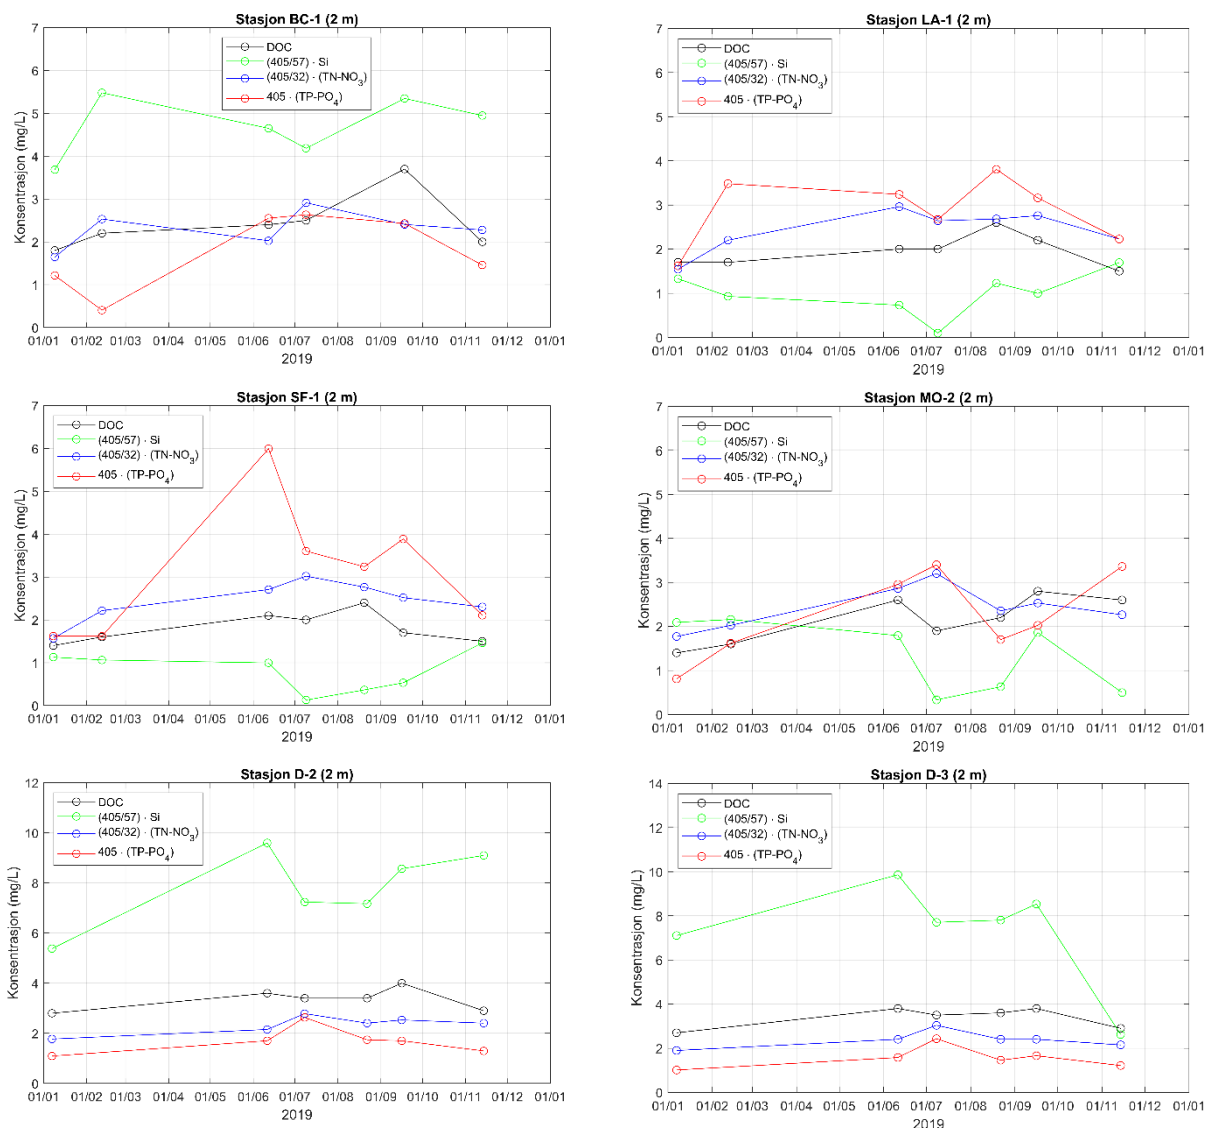 Stasjon BC-1 (2 m)
DOC
(405/57) · Si
(405/32) · (TN-NO3)
405 · (TP-PO4)
Konsentrasjon (mg/L)
7
6
5
4
3
2
1
0
01/01 01/02 01/03 01/04 01/05 01/06 01/07 01/08 01/09 01/10 01/11 01/12 01/01
2019
Stasjon LA-1 (2 m)
DOC
(405/57) · Si
(405/32) · (TN-NO3)
405 · (TP-PO4)
Konsentrasjon (mg/L)
7
6
5
4
3
2
1
0
01/01 01/02 01/03 01/04 01/05 01/06 01/07 01/08 01/09 01/10 01/11 01/12 01/01
2019
Stasjon SF-1 (2 m)
DOC
(405/57) · Si
(405/32) · (TN-NO3)
405 · (TP-PO4)
Konsentrasjon (mg/L)
7
6
5
4
3
2
1
0
01/01 01/02 01/03 01/04 01/05 01/06 01/07 01/08 01/09 01/10 01/11 01/12 01/01
2019
Stasjon MO-2 (2 m)
DOC
(405/57) · Si
(405/32) · (TN-NO3)
405 · (TP-PO4)
Konsentrasjon (mg/L)
7
6
5
4
3
2
1
0
01/01 01/02 01/03 01/04 01/05 01/06 01/07 01/08 01/09 01/10 01/11 01/12 01/01
2019
Stasjon D-2 (2 m)
DOC
(405/57) · Si
(405/32) · (TN-NO3)
405 · (TP-PO4)
Konsentrasjon (mg/L)
12
10
8
6
4
2
0
01/01 01/02 01/03 01/04 01/05 01/06 01/07 01/08 01/09 01/10 01/11 01/12 01/01
2019
Stasjon D-3 (2 m)
DOC
(405/57) · Si
(405/32) · (TN-NO3)
405 · (TP-PO4)
Konsentrasjon (mg/L)
14
12
10
8
6
4
2
0
01/01 01/02 01/03 01/04 01/05 01/06 01/07 01/08 01/09 01/10 01/11 01/12 01/01
2019